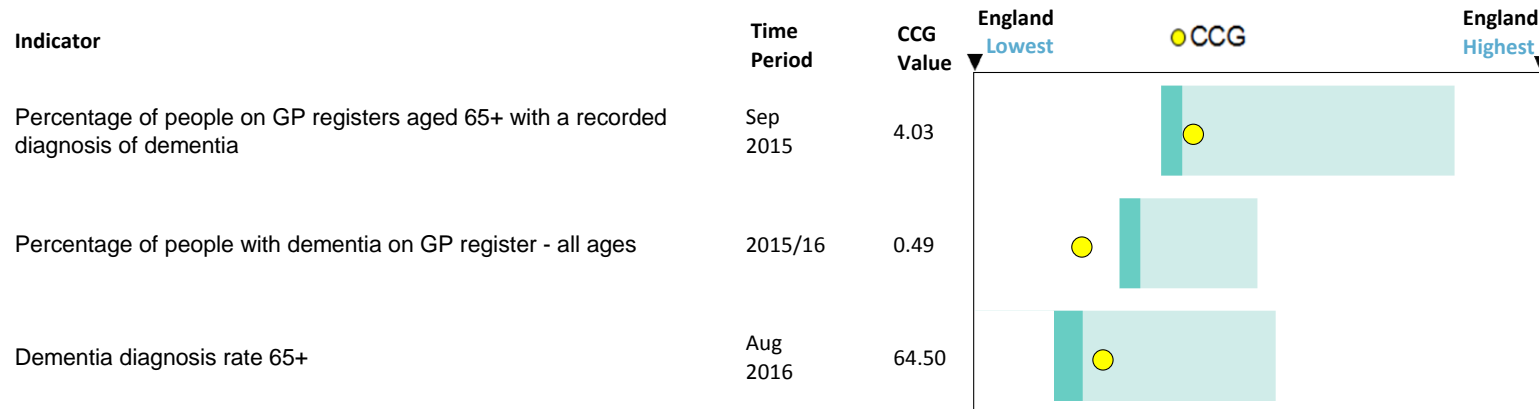 Indicator
Time
Period
CCG
Value
England
Lowest
CCG
England
Highest
Percentage of people on GP registers aged 65+ with a recorded
diagnosis of dementia
Sep
2015
4.03
Percentage of people with dementia on GP register - all ages
2015/16
0.49
Dementia diagnosis rate 65+
Aug
2016
64.50